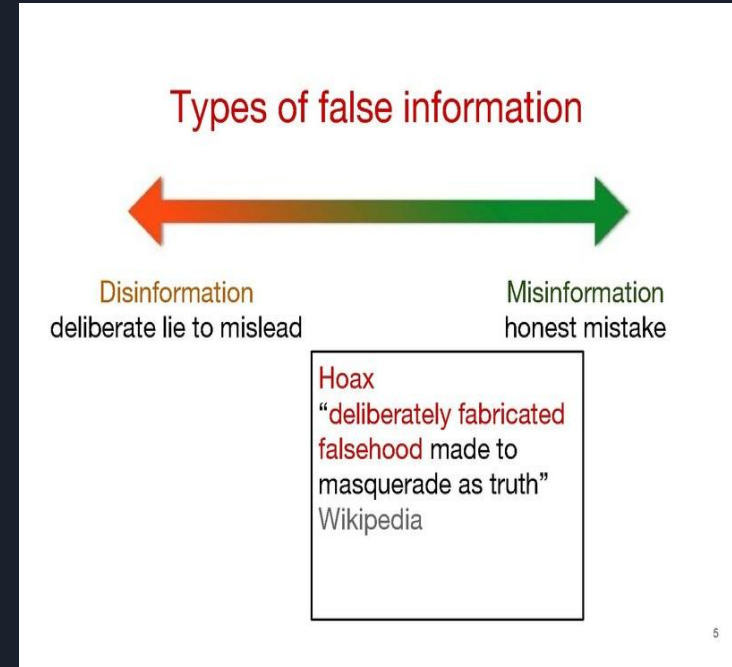 Types of false information
Disinformation
deliberate lie to mislead
Misinformation
honest mistake
Hoax
“deliberately fabricated
falsehood made to
masquerade as truth”
Wikipedia
5